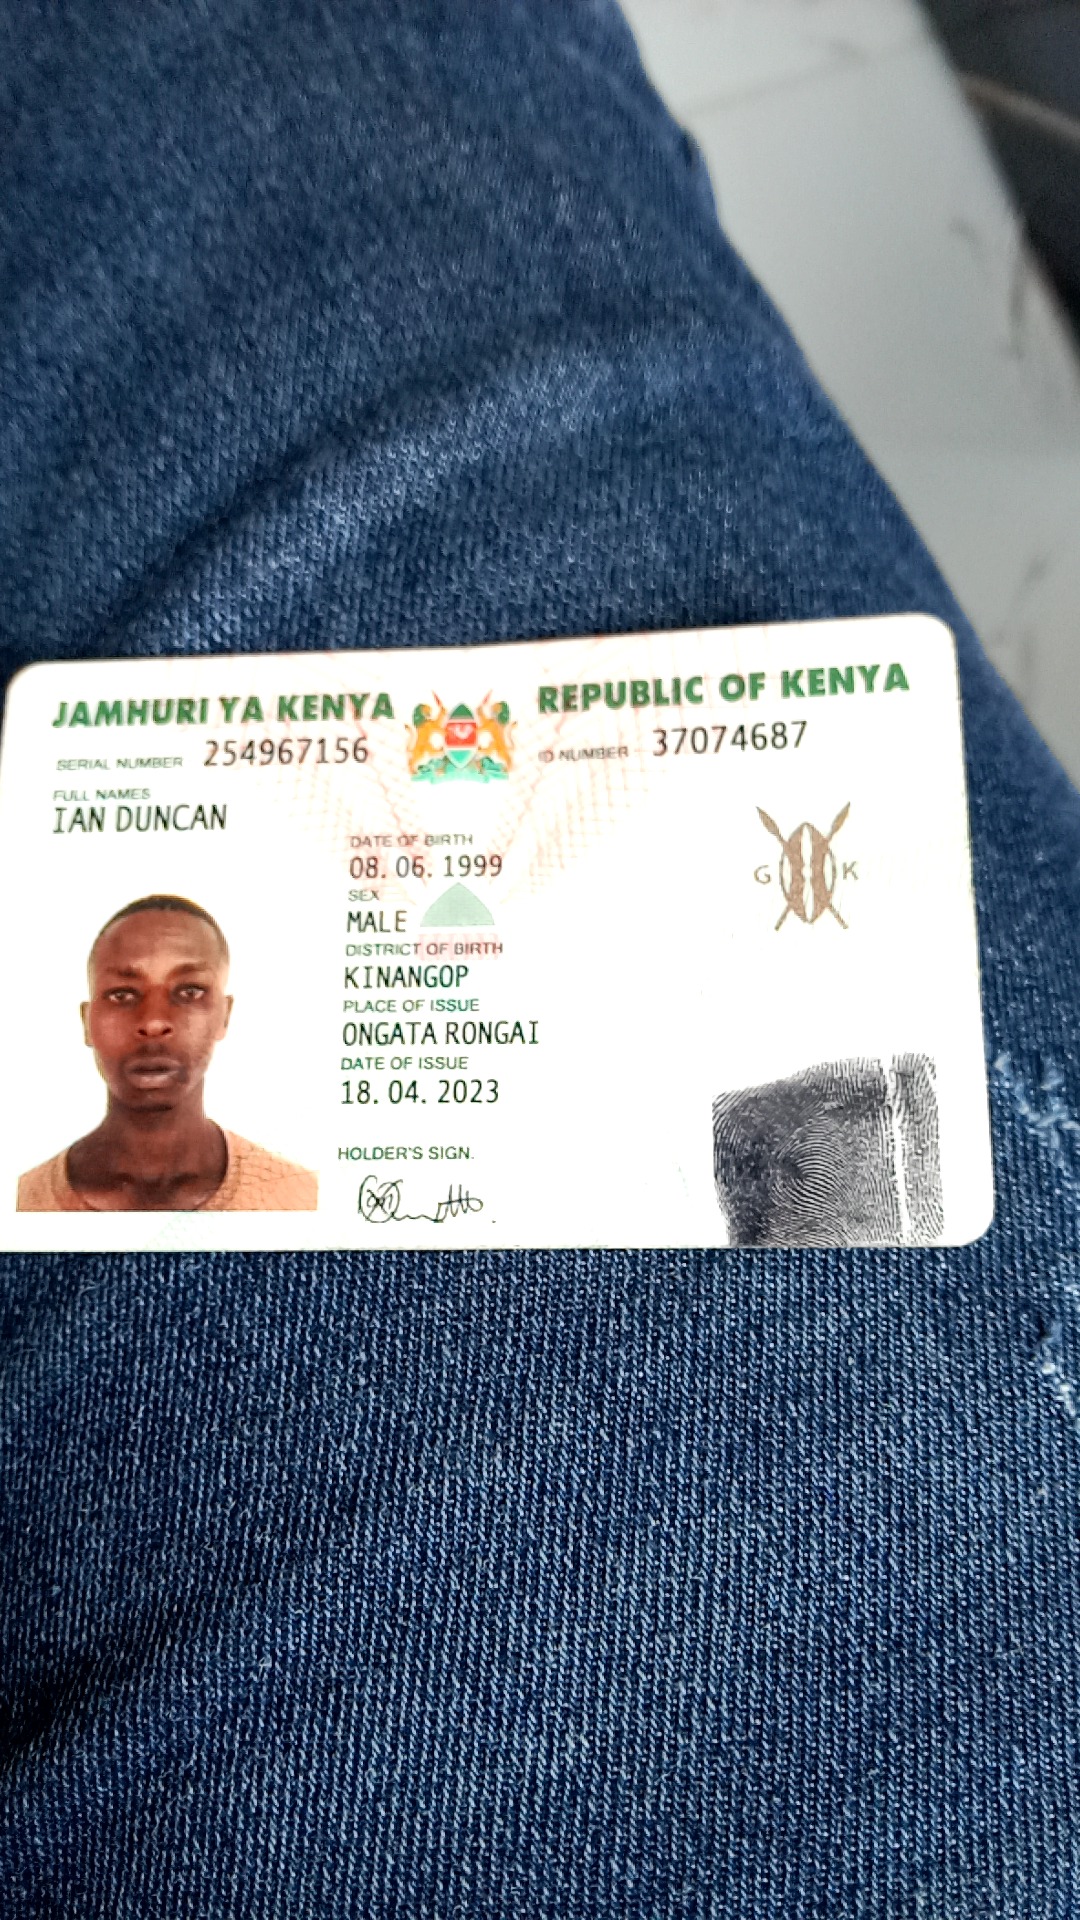 JAMHURI YA KENYA
REPUBLIC OF KENYA
SERIAL NUMBER 254967156
ID NUMBER 37074687
FULL NAMES
IAN DUNCAN
DATE OF BIRTH
08. 06. 1999
SEX
MALE
DISTRICT OF BIRTH
KINANGOP
PLACE OF ISSUE
ONGATA RONGAI
DATE OF ISSUE
18. 04. 2023
HOLDER'S SIGN.
G K